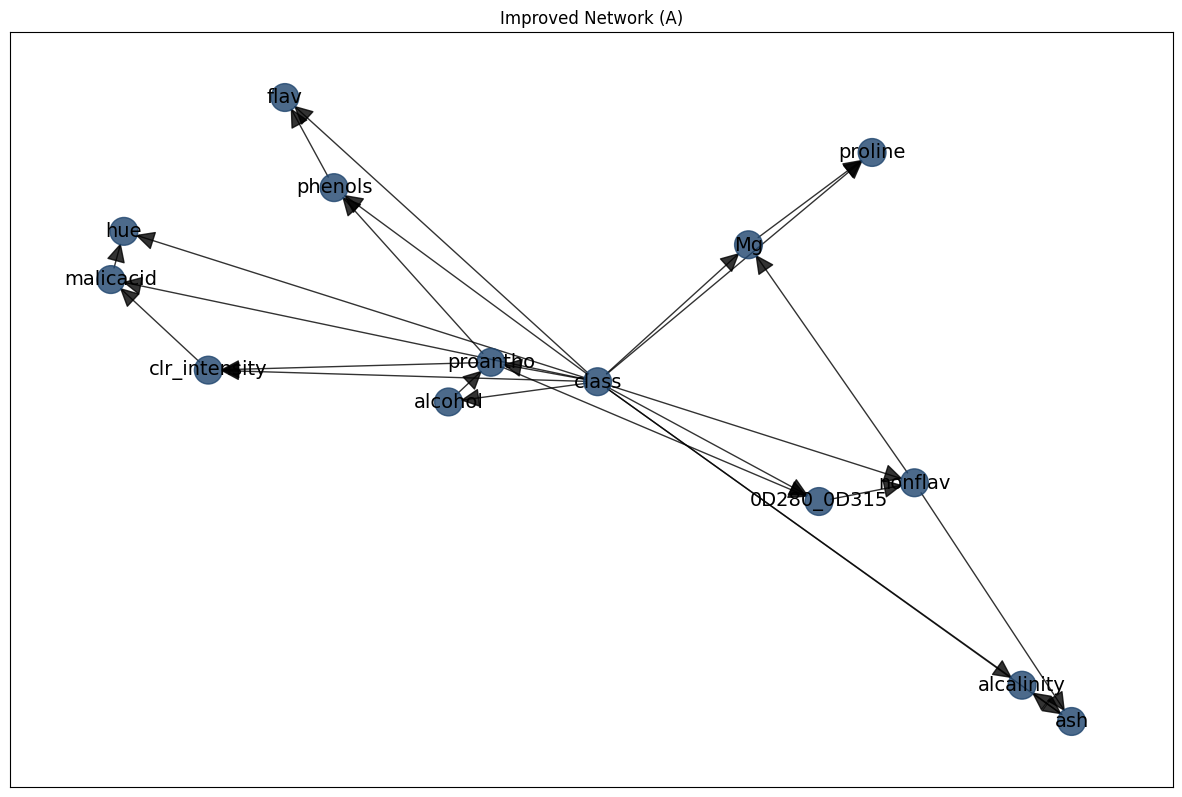 Improved Network (A)
flav
proline
phenols
hue
Mg
malicacid
proantho
clr_intensity
class
alcohol
nonflav
0D280_0D315
alcalinity
ash